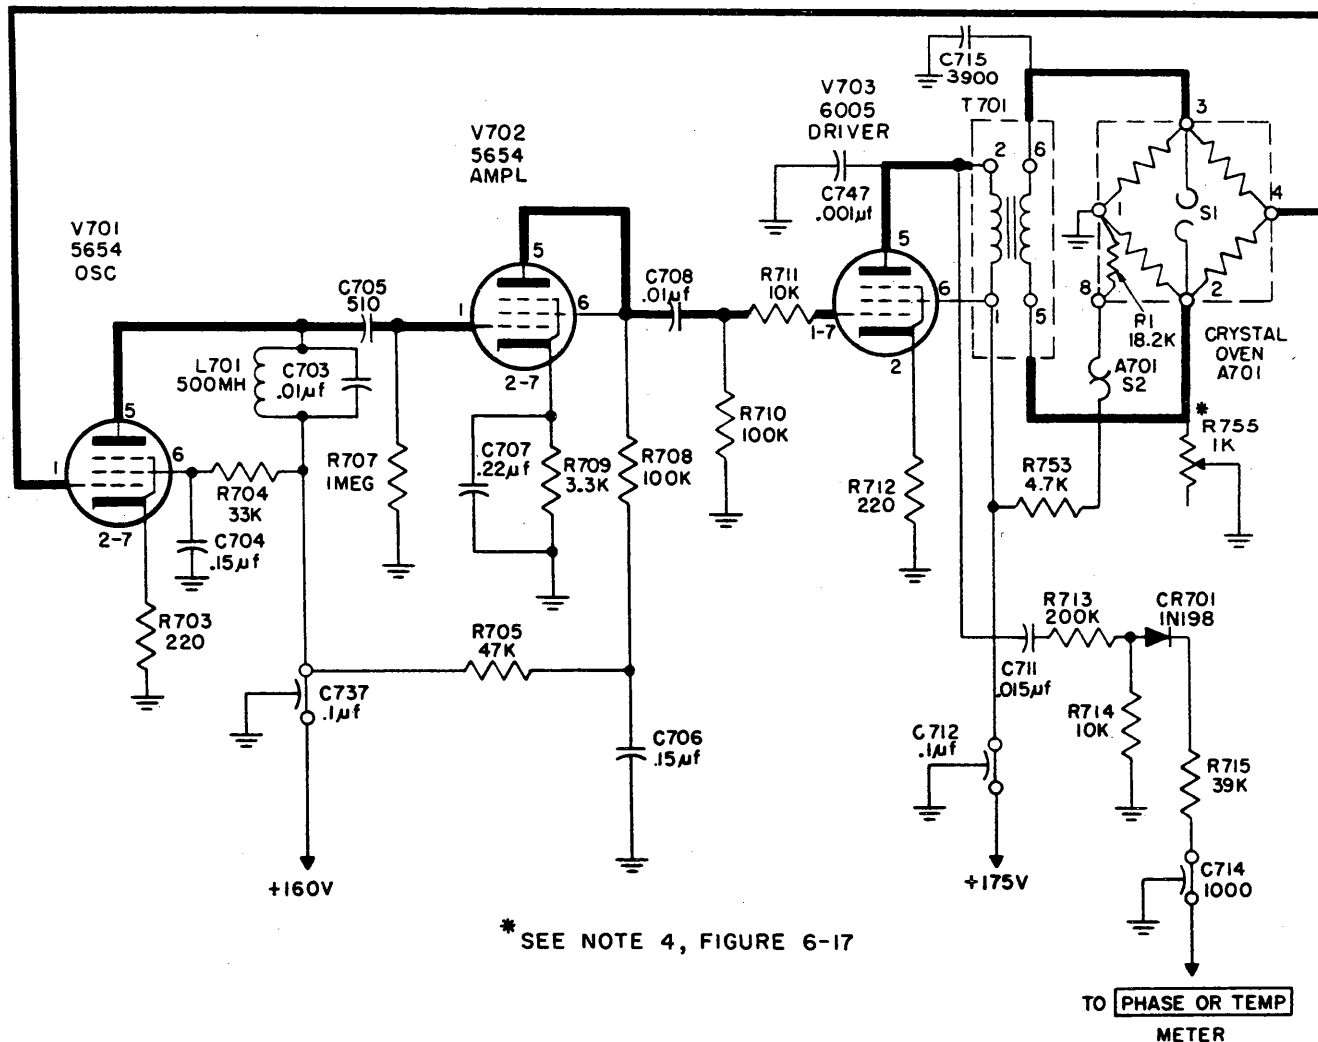 C715
3900
V703
6005
DRIVER
T701
V702
5654
AMPL
3
2
6
C747
.001µf
4
1
S1
V701
5654
OSC
5
5
C705
510
C708
.01µf
R711
10K
1
6
1-7
6
8
2
1
5
R1
18.2K
CRYSTAL
OVEN
A701
L701
500MH
C703
.01µf
2-7
2
A701
S2
*
R755
1K
5
R710
100K
1
6
R707
1MEG
C707
.22µf
R709
3.3K
R708
100K
R753
4.7K
R704
33K
R712
220
2-7
C704
.15µf
R713
200K
CR701
1N198
R703
220
R705
47K
C711
.015µf
C737
.1µf
R714
10K
C712
.1µf
C706
.15µf
R715
39K
+160V
+175V
C714
1000
* SEE NOTE 4, FIGURE 6-17
TO PHASE OR TEMP
METER